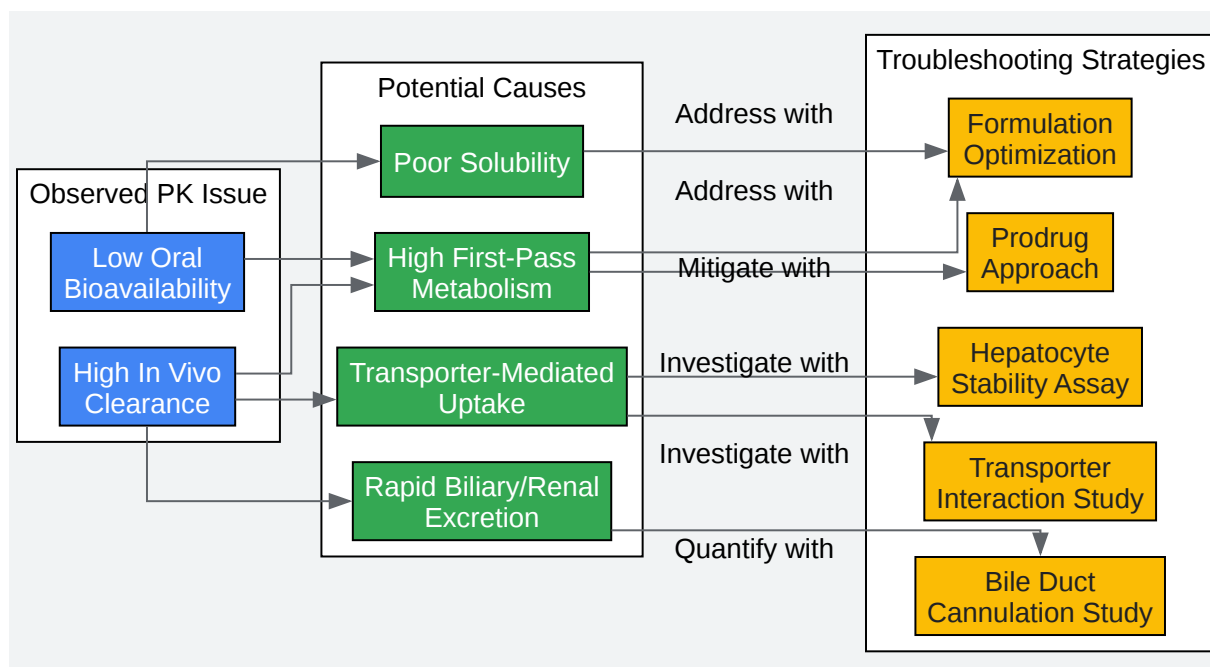 Observed PK Issue
Low Oral
Bioavailability
High In Vivo
Clearance
Potential Causes
Poor Solubility
High First-Pass
Metabolism
Transporter-Mediated
Uptake
Rapid Biliary/Renal
Excretion
Address with
Address with
Mitigate with
Investigate with
Investigate with
Quantify with
Troubleshooting Strategies
Formulation
Optimization
Prodrug
Approach
Hepatocyte
Stability Assay
Transporter
Interaction Study
Bile Duct
Cannulation Study